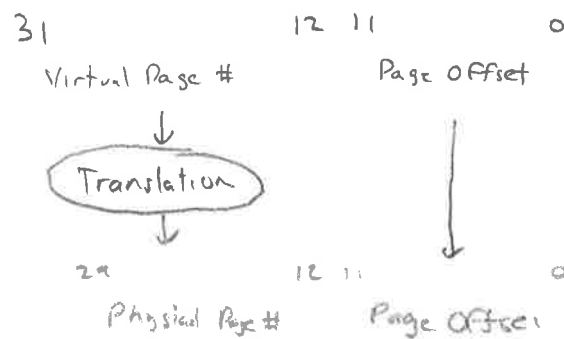 31 12 11 0
Virtual Page # Page Offset
Translation
29 12 11 0
Physical Page # Page Offset